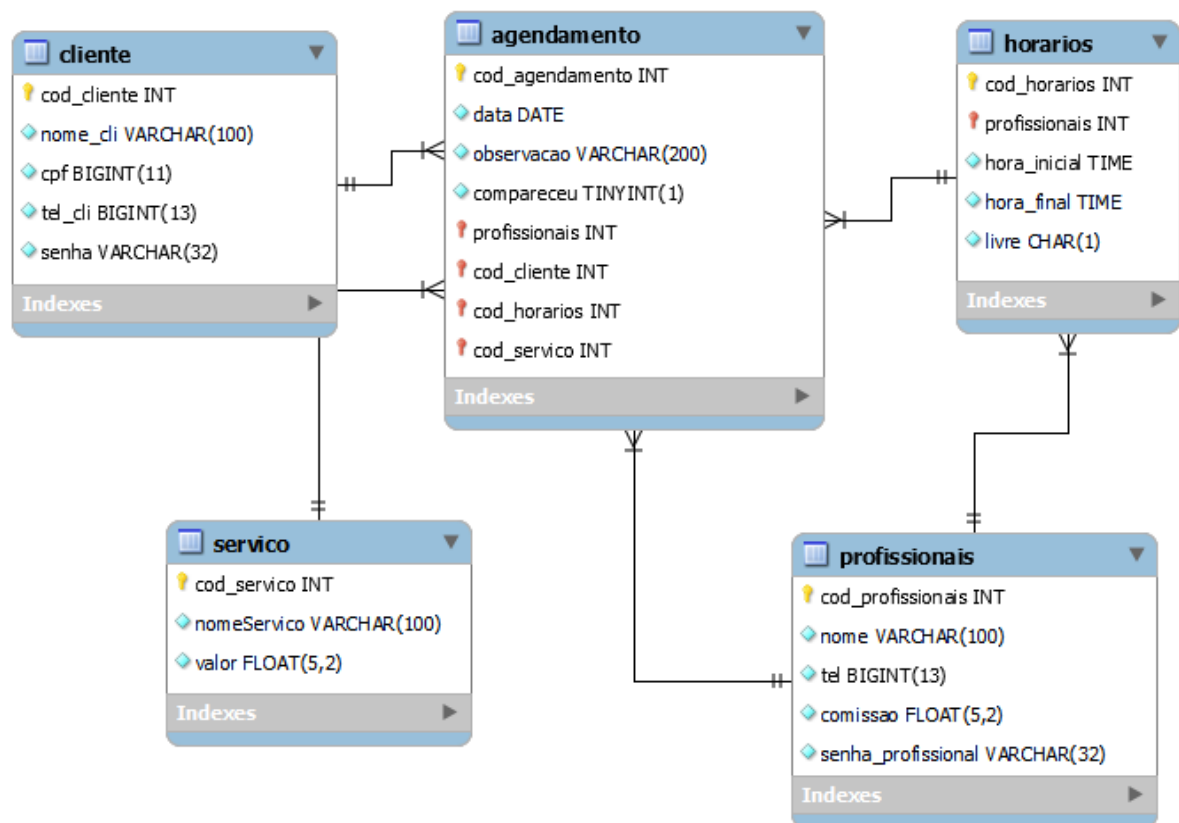 cliente
cod_cliente INT
nome_cli VARCHAR(100)
cpf BIGINT(11)
tel_cli BIGINT(13)
senha VARCHAR(32)
Indexes
agendamento
cod_agendamento INT
data DATE
observacao VARCHAR(200)
compareceu TINYINT(1)
profissionais INT
cod_cliente INT
cod_horarios INT
cod_servico INT
Indexes
horarios
cod_horarios INT
profissionais INT
hora_inicial TIME
hora_final TIME
livre CHAR(1)
Indexes
servico
cod_servico INT
nomeServico VARCHAR(100)
valor FLOAT(5,2)
Indexes
profissionais
cod_profissionais INT
nome VARCHAR(100)
tel BIGINT(13)
comissao FLOAT(5,2)
senha_profissional VARCHAR(32)
Indexes